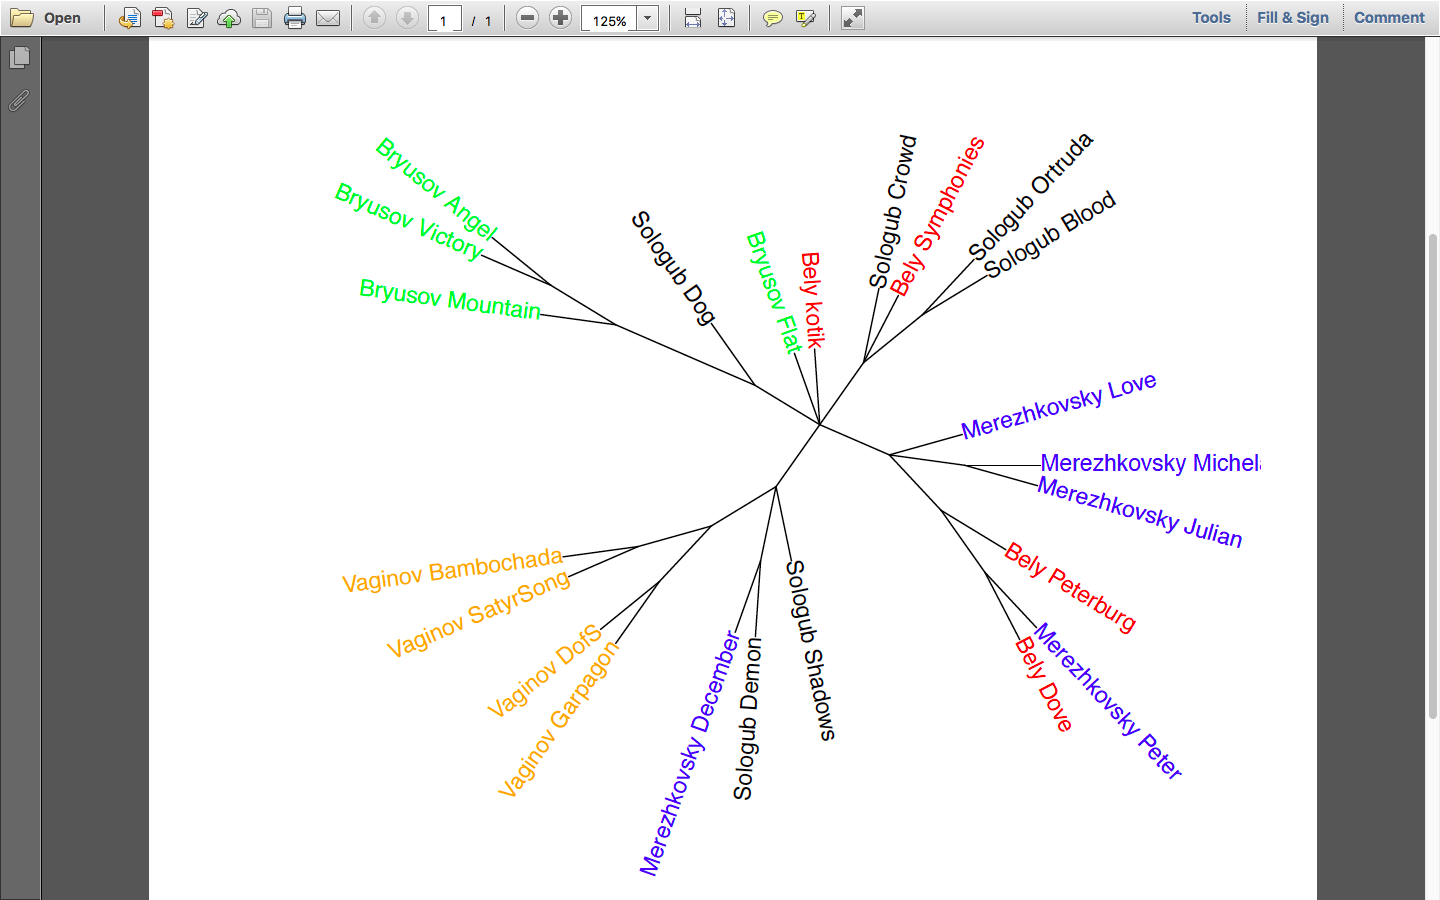 Open
1 / 1
125%
Tools
Fill & Sign
Comment
Bryusov Angel
Bryusov Victory
Bryusov Mountain
Sologub Dog
Bryusov Flat
Bely kotik
Sologub Crowd
Bely Symphonies
Sologub Ortruda
Sologub Blood
Merezhkovsky Love
Merezhkovsky Michel
Merezhkovsky Julian
Bely Peterburg
Merezhkovsky Peter
Bely Dove
Sologub Shadows
Sologub Demon
Merezhkovsky December
Vaginov Garpagon
Vaginov DofS
Vaginov SatyrSong
Vaginov Bambochada